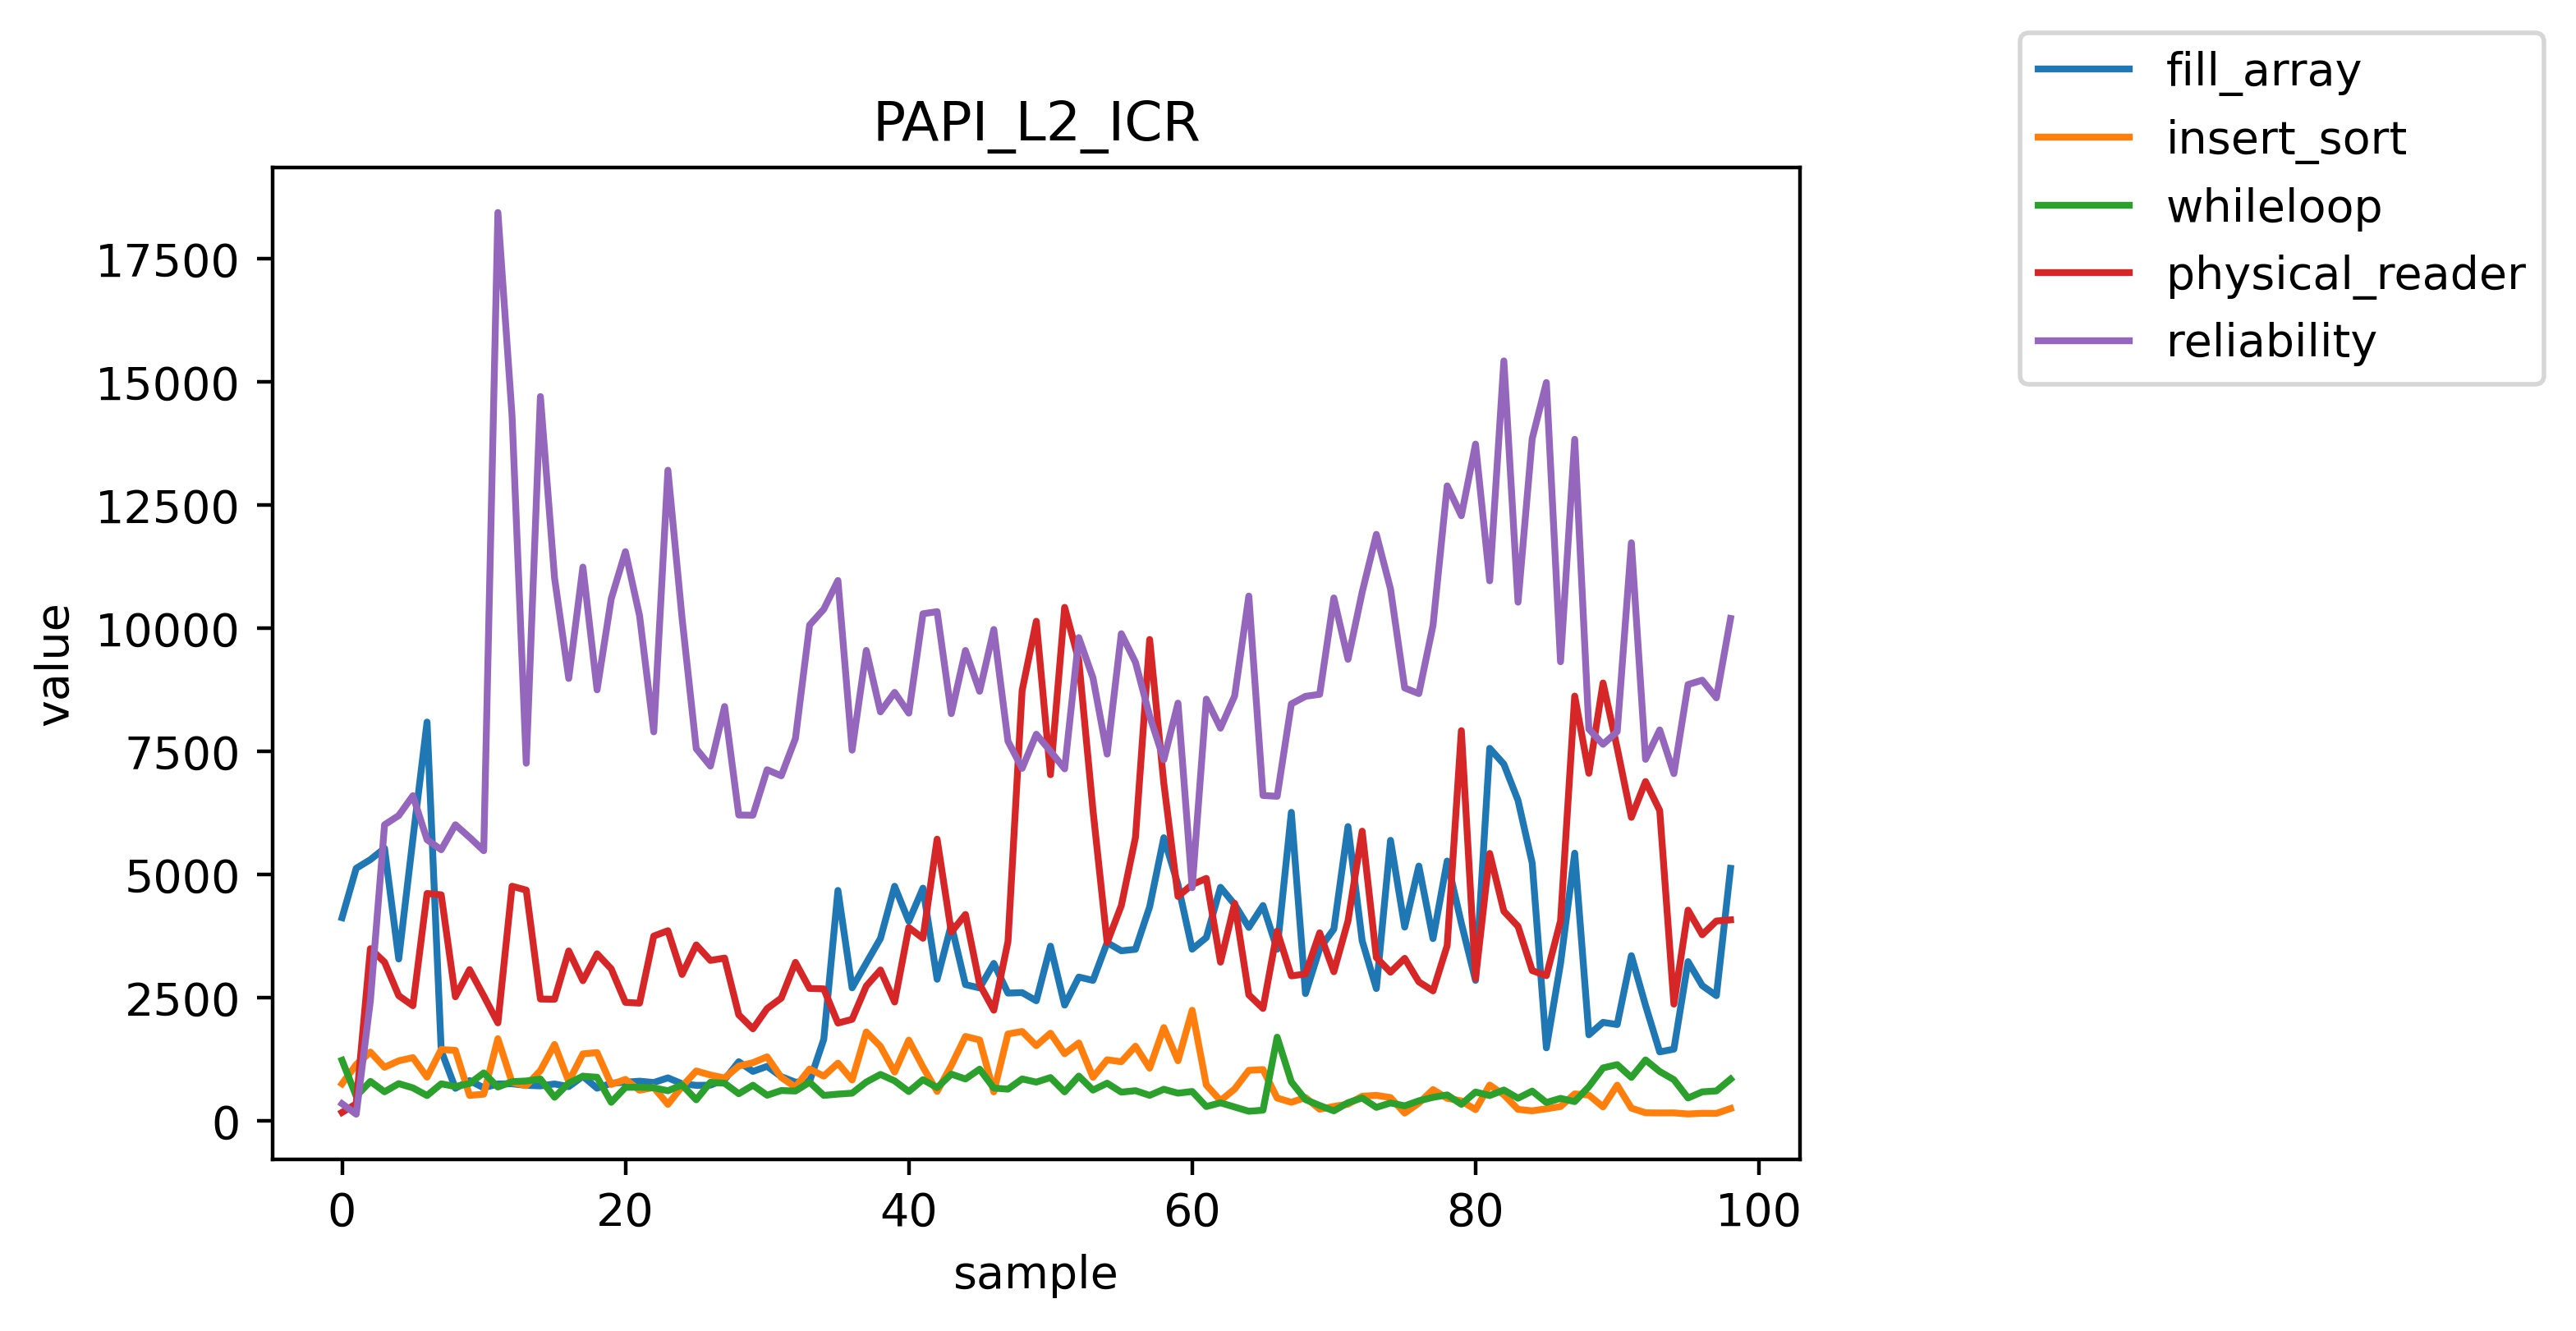 PAPI_L2_ICR
fill_array
insert_sort
whileloop
physical_reader
reliability
value
17500
15000
12500
10000
7500
5000
2500
0
0 20 40 60 80 100
sample